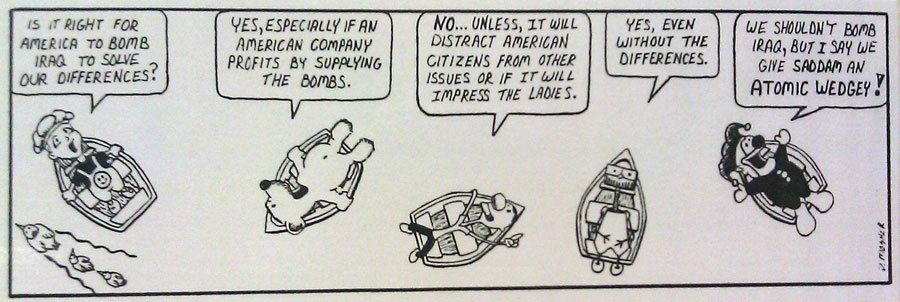 IS IT RIGHT FOR
AMERICA TO BOMB
IRAQ TO SOLVE
OUR DIFFERENCES?
YES, ESPECIALLY IF AN
AMERICAN COMPANY
PROFITS BY SUPPLYING
THE BOMBS.
NO... UNLESS, IT WILL
DISTRACT AMERICAN
CITIZENS FROM OTHER
ISSUES OR IF IT WILL
IMPRESS THE LADIES.
YES, EVEN
WITHOUT THE
DIFFERENCES.
WE SHOULDN'T BOMB
IRAQ, BUT I SAY WE
GIVE SADDAM AN
ATOMIC WEDGEY!